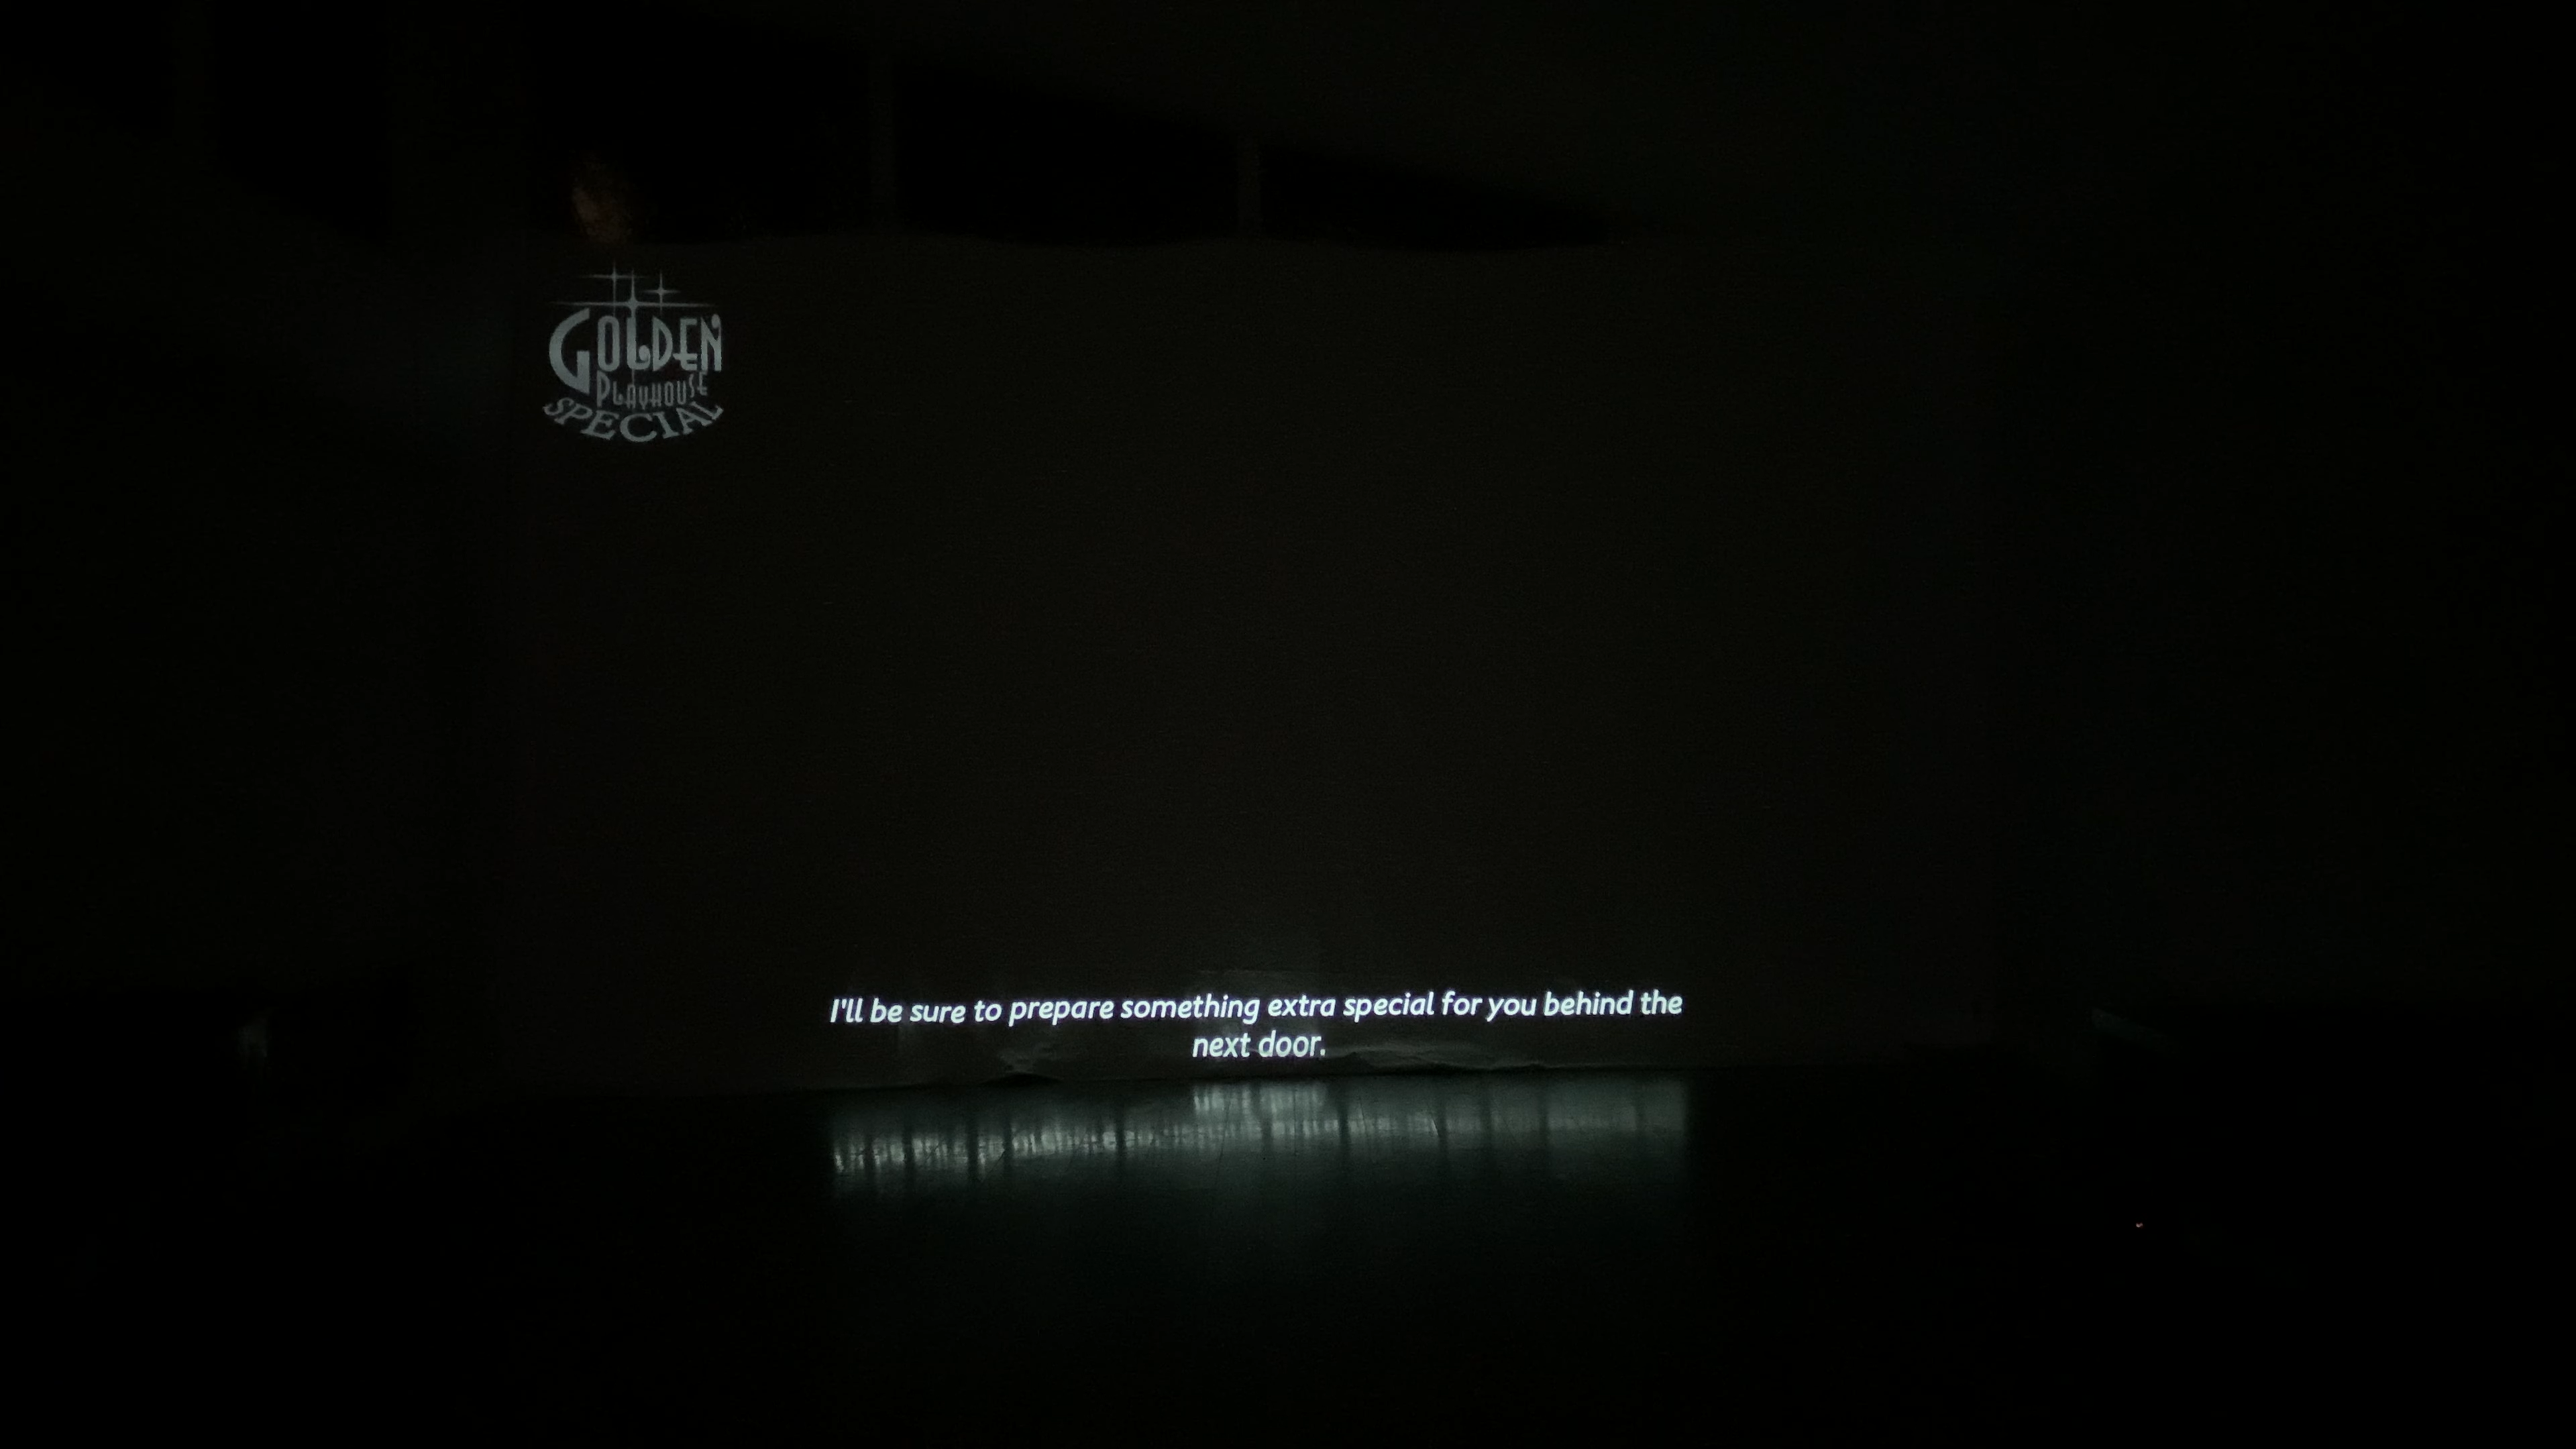 GOLDEN
PLAYHOUSE
SPECIAL
I'll be sure to prepare something extra special for you behind the
next door.